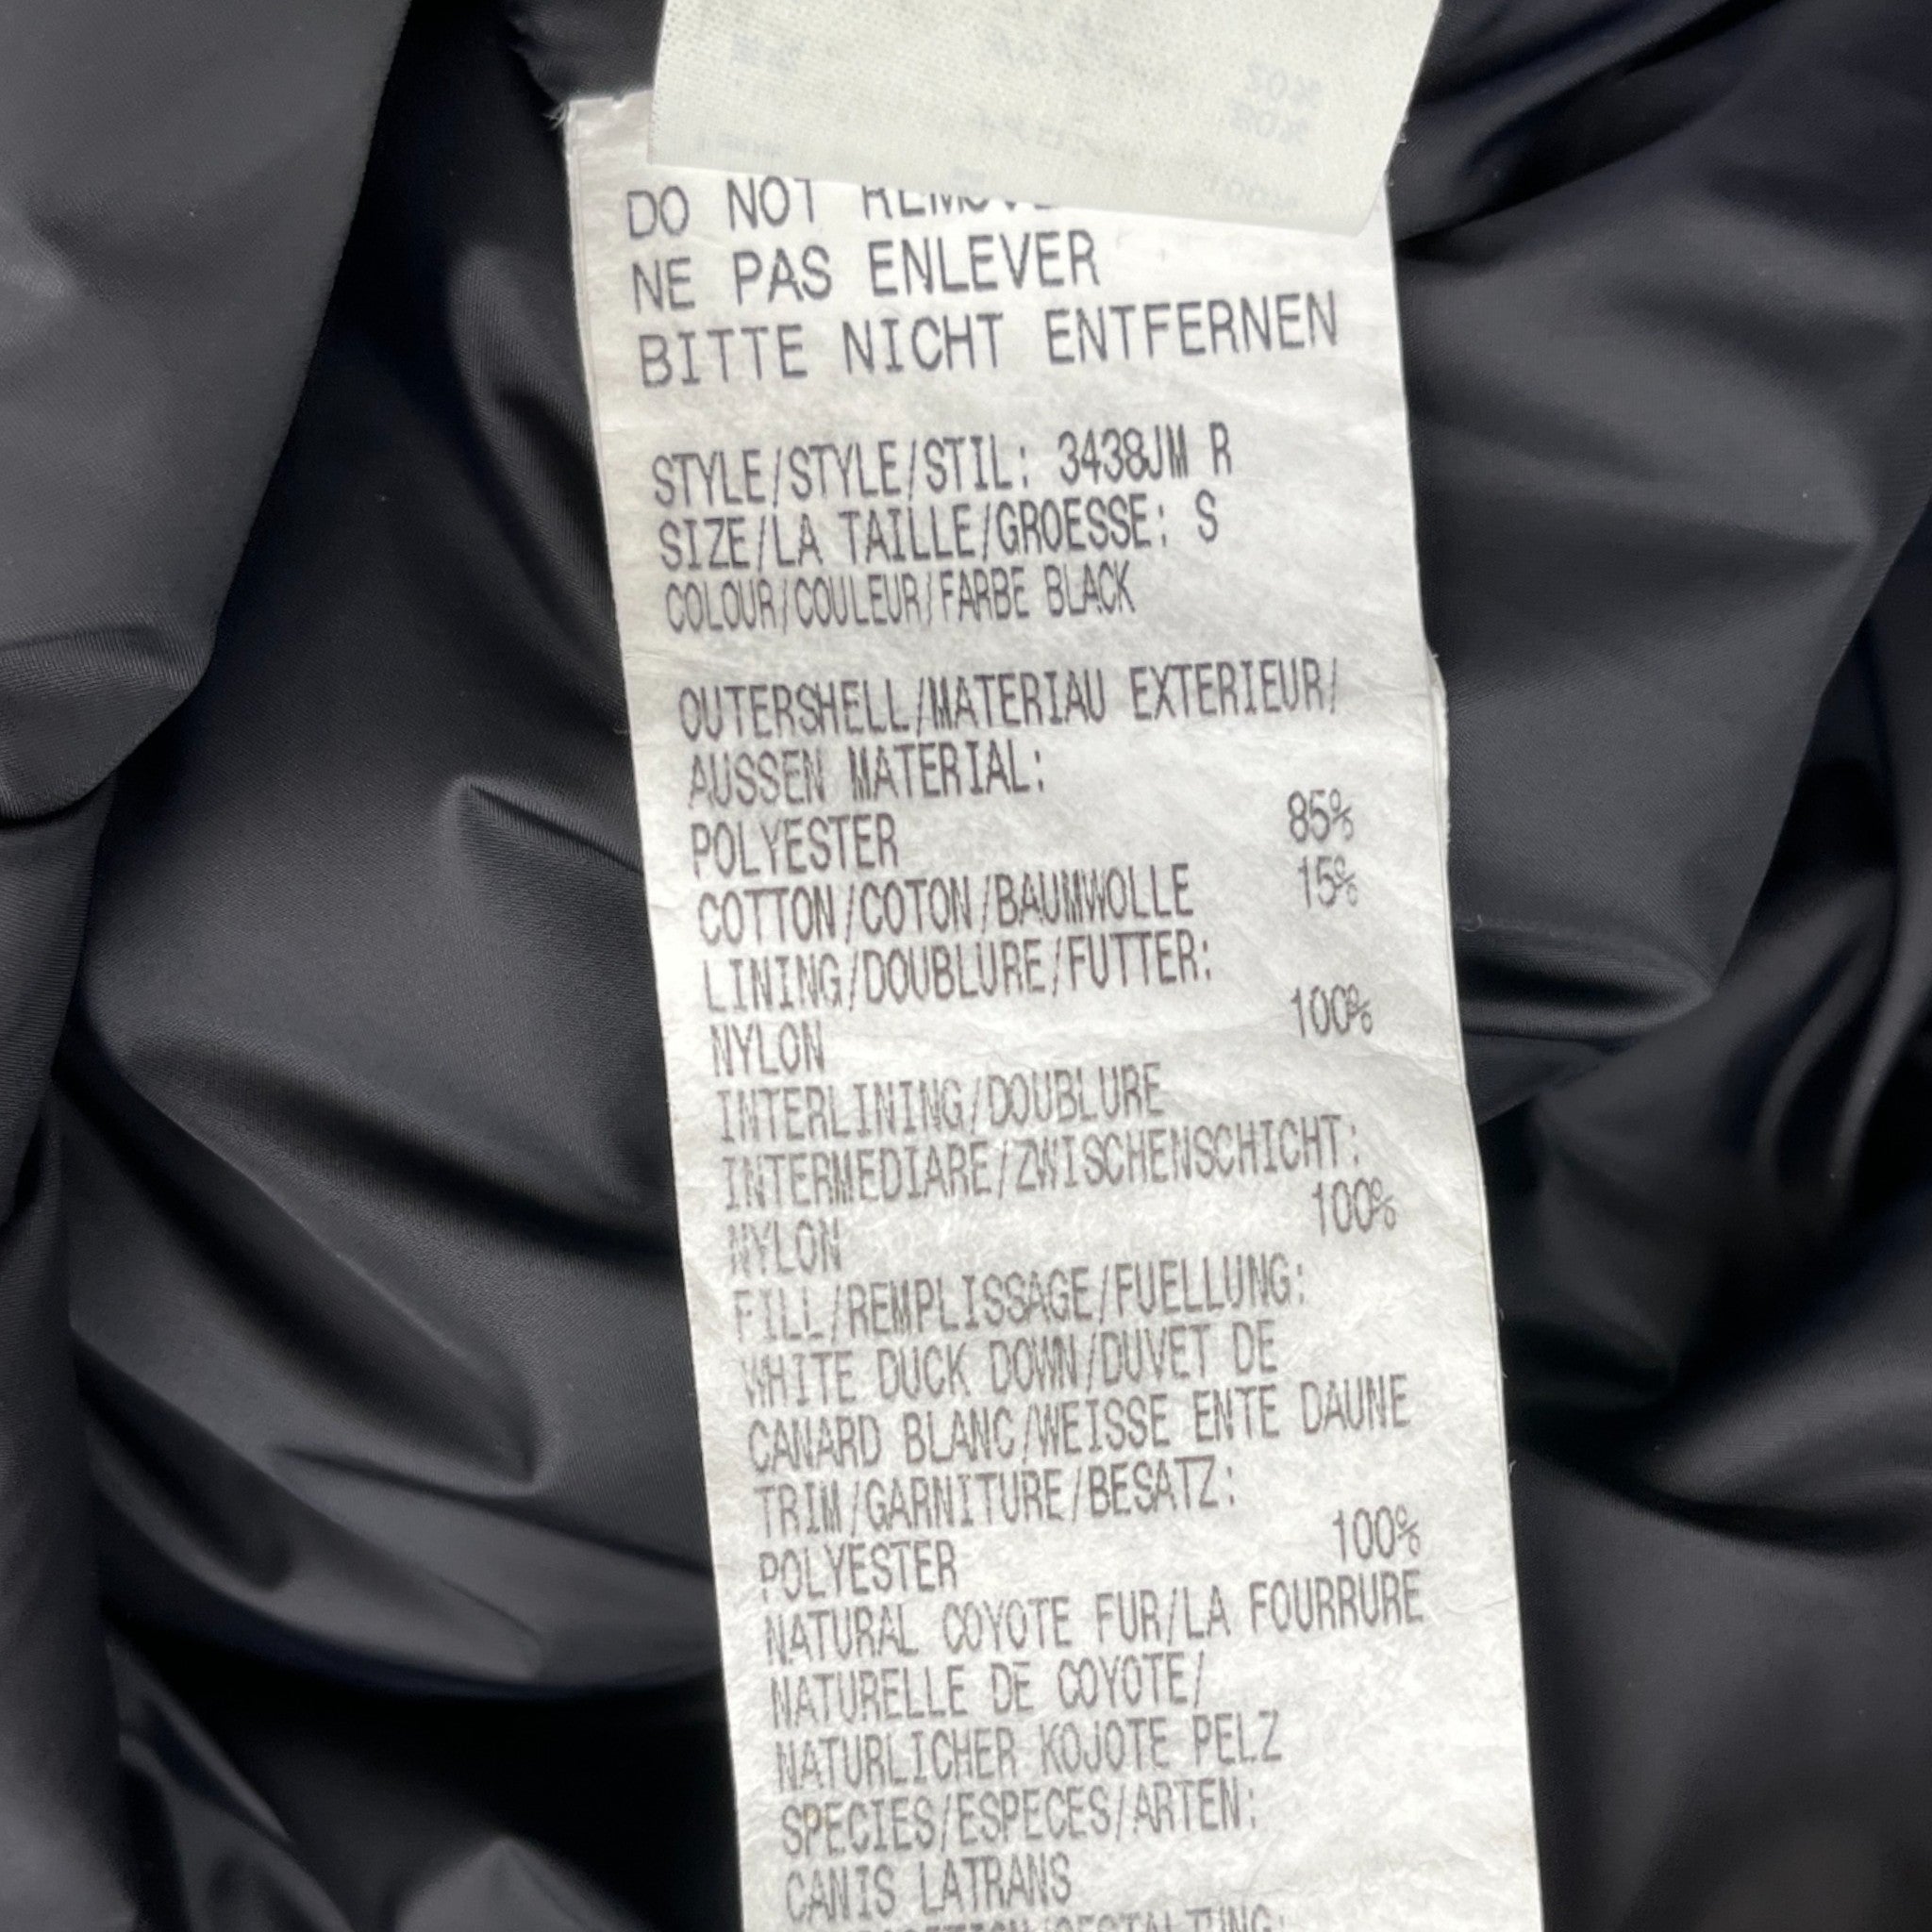 DO NOT REMOVE
NE PAS ENLEVER
BITTE NICHT ENTFERNEN
STYLE/STYLE/STIL: 3438JM R
SIZE/LA TAILLE/GROESSE: S
COLOUR/COULEUR/FARBE BLACK
OUTERSHELL/MATERIAU EXTERIEUR/
AUSSEN MATERIAL:
POLYESTER 85%
COTTON/COTON/BAUMWOLLE 15%
LINING/DOUBLURE/FUTTER:
NYLON 100%
INTERLINING/DOUBLURE
INTERMEDIARE/ZWISCHENSCHICHT:
NYLON 100%
FILL/REMPLISSAGE/FUELLUNG:
WHITE DUCK DOWN/DUVET DE
CANARD BLANC/WEISSE ENTE DAUNE
TRIM/GARNITURE/BESATZ:
POLYESTER 100%
NATURAL COYOTE FUR/LA FOURRURE
NATURELLE DE COYOTE/
NATURLICHER KOJOTE PELZ
SPECIES/ESPECES/ARTEN:
CANIS LATRANS